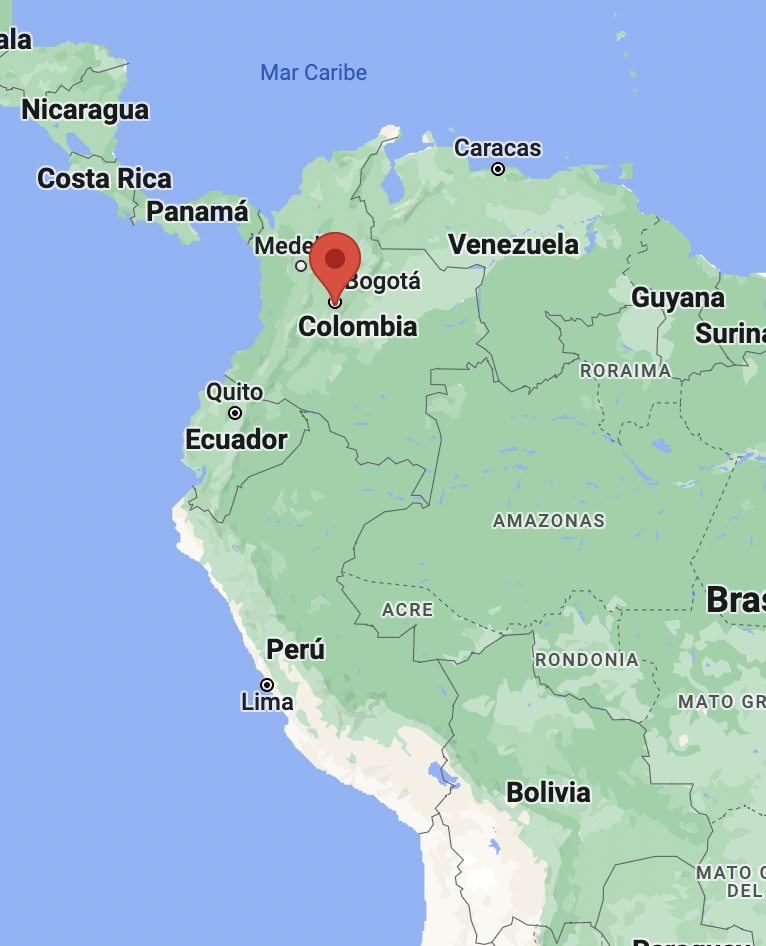 ala
Mar Caribe
Nicaragua
Caracas
Costa Rica
Panamá
Medel
Venezuela
Bogotá
Guyana
Colombia
Surina
RORAIMA
Quito
Ecuador
AMAZONAS
Bras
ACRE
Perú
RONDONIA
Lima
MATO GR
Bolivia
MATO G
DEL
Paraguay